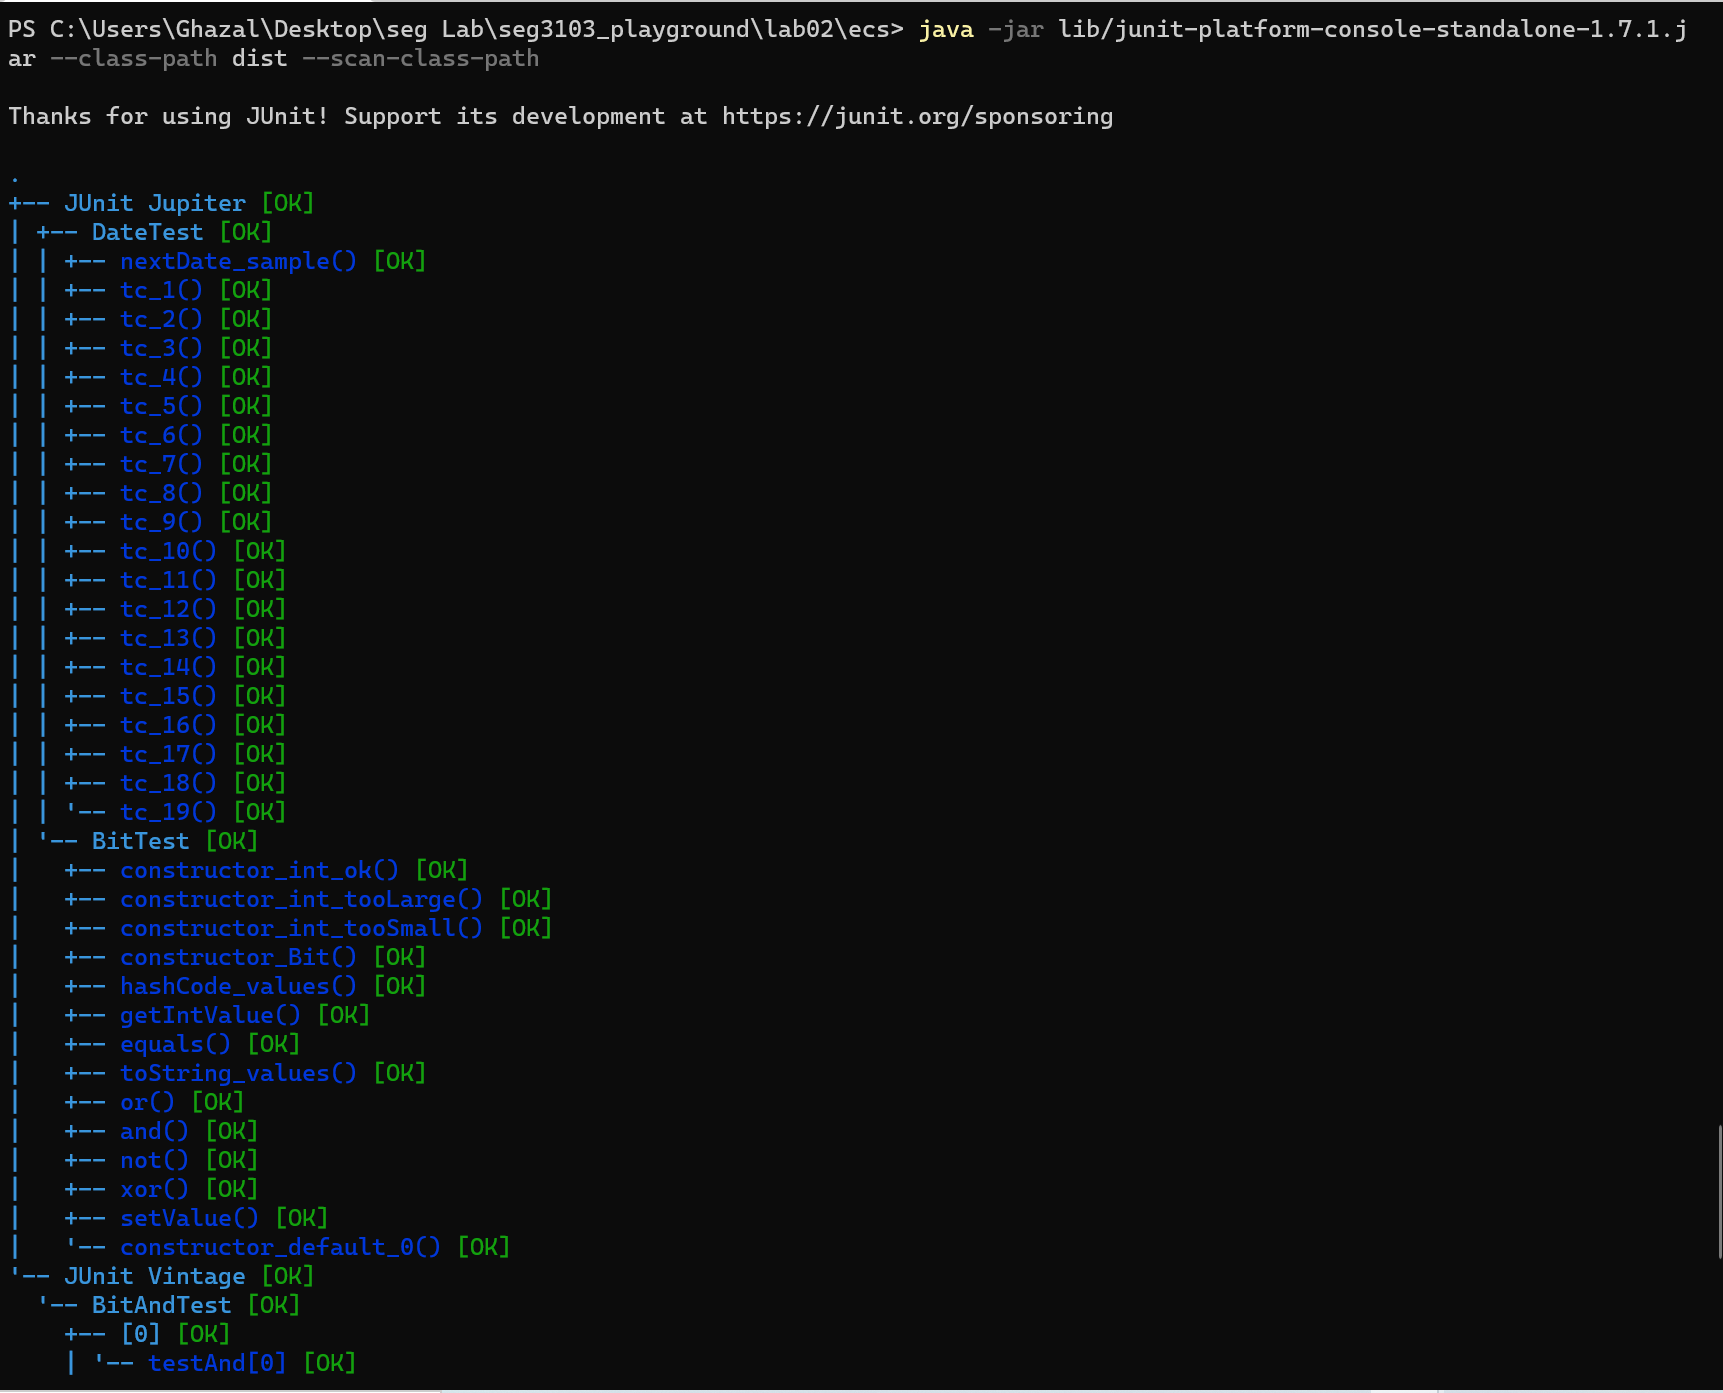 PS C:\Users\Ghazal\Desktop\seg Lab\seg3103_playground\lab02\ecs> java -jar lib/junit-platform-console-standalone-1.7.1.j
ar --class-path dist --scan-class-path
Thanks for using JUnit! Support its development at https://junit.org/sponsoring
.
+-- JUnit Jupiter [OK]
| +-- DateTest [OK]
| | +-- nextDate_sample() [OK]
| | +-- tc_1() [OK]
| | +-- tc_2() [OK]
| | +-- tc_3() [OK]
| | +-- tc_4() [OK]
| | +-- tc_5() [OK]
| | +-- tc_6() [OK]
| | +-- tc_7() [OK]
| | +-- tc_8() [OK]
| | +-- tc_9() [OK]
| | +-- tc_10() [OK]
| | +-- tc_11() [OK]
| | +-- tc_12() [OK]
| | +-- tc_13() [OK]
| | +-- tc_14() [OK]
| | +-- tc_15() [OK]
| | +-- tc_16() [OK]
| | +-- tc_17() [OK]
| | +-- tc_18() [OK]
| | '-- tc_19() [OK]
| '-- BitTest [OK]
|   +-- constructor_int_ok() [OK]
|   +-- constructor_int_tooLarge() [OK]
|   +-- constructor_int_tooSmall() [OK]
|   +-- constructor_Bit() [OK]
|   +-- hashCode_values() [OK]
|   +-- getIntValue() [OK]
|   +-- equals() [OK]
|   +-- toString_values() [OK]
|   +-- or() [OK]
|   +-- and() [OK]
|   +-- not() [OK]
|   +-- xor() [OK]
|   +-- setValue() [OK]
|   '-- constructor_default_0() [OK]
'-- JUnit Vintage [OK]
  '-- BitAndTest [OK]
    +-- [0] [OK]
    | '-- testAnd[0] [OK]